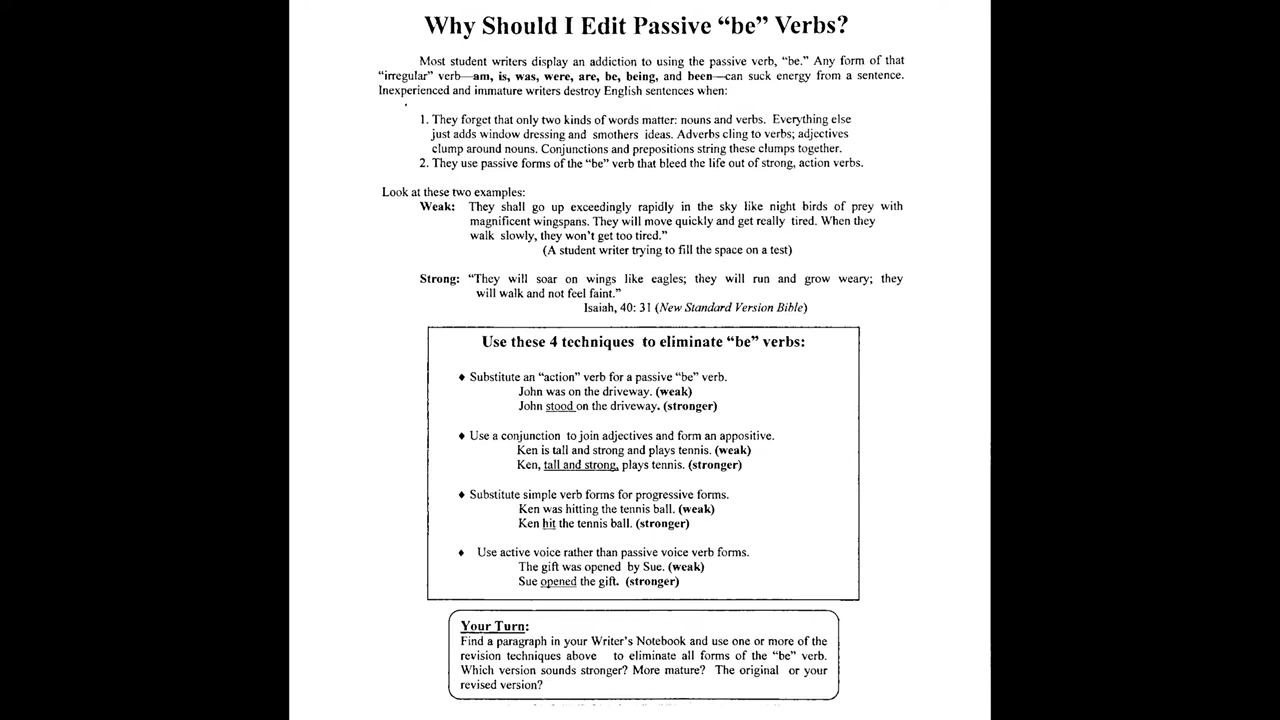 Why Should I Edit Passive “be” Verbs?
Most student writers display an addiction to using the passive verb, “be.” Any form of that
“irregular” verb—am, is, was, were, are, be, being, and been—can suck energy from a sentence.
Inexperienced and immature writers destroy English sentences when:
1. They forget that only two kinds of words matter: nouns and verbs. Everything else
just adds window dressing and smothers ideas. Adverbs cling to verbs; adjectives
clump around nouns. Conjunctions and prepositions string these clumps together.
2. They use passive forms of the “be” verb that bleed the life out of strong, action verbs.
Look at these two examples:
Weak: They shall go up exceedingly rapidly in the sky like night birds of prey with
magnificent wingspans. They will move quickly and get really tired. When they
walk slowly, they won’t get too tired.”
(A student writer trying to fill the space on a test)
Strong: “They will soar on wings like eagles; they will run and grow weary; they
will walk and not feel faint.”
Isaiah, 40: 31 (New Standard Version Bible)
Use these 4 techniques to eliminate “be” verbs:
♦ Substitute an “action” verb for a passive “be” verb.
John was on the driveway. (weak)
John stood on the driveway. (stronger)
♦ Use a conjunction to join adjectives and form an appositive.
Ken is tall and strong and plays tennis. (weak)
Ken, tall and strong, plays tennis. (stronger)
♦ Substitute simple verb forms for progressive forms.
Ken was hitting the tennis ball. (weak)
Ken hit the tennis ball. (stronger)
♦ Use active voice rather than passive voice verb forms.
The gift was opened by Sue. (weak)
Sue opened the gift. (stronger)
Your Turn:
Find a paragraph in your Writer’s Notebook and use one or more of the
revision techniques above to eliminate all forms of the “be” verb.
Which version sounds stronger? More mature? The original or your
revised version?